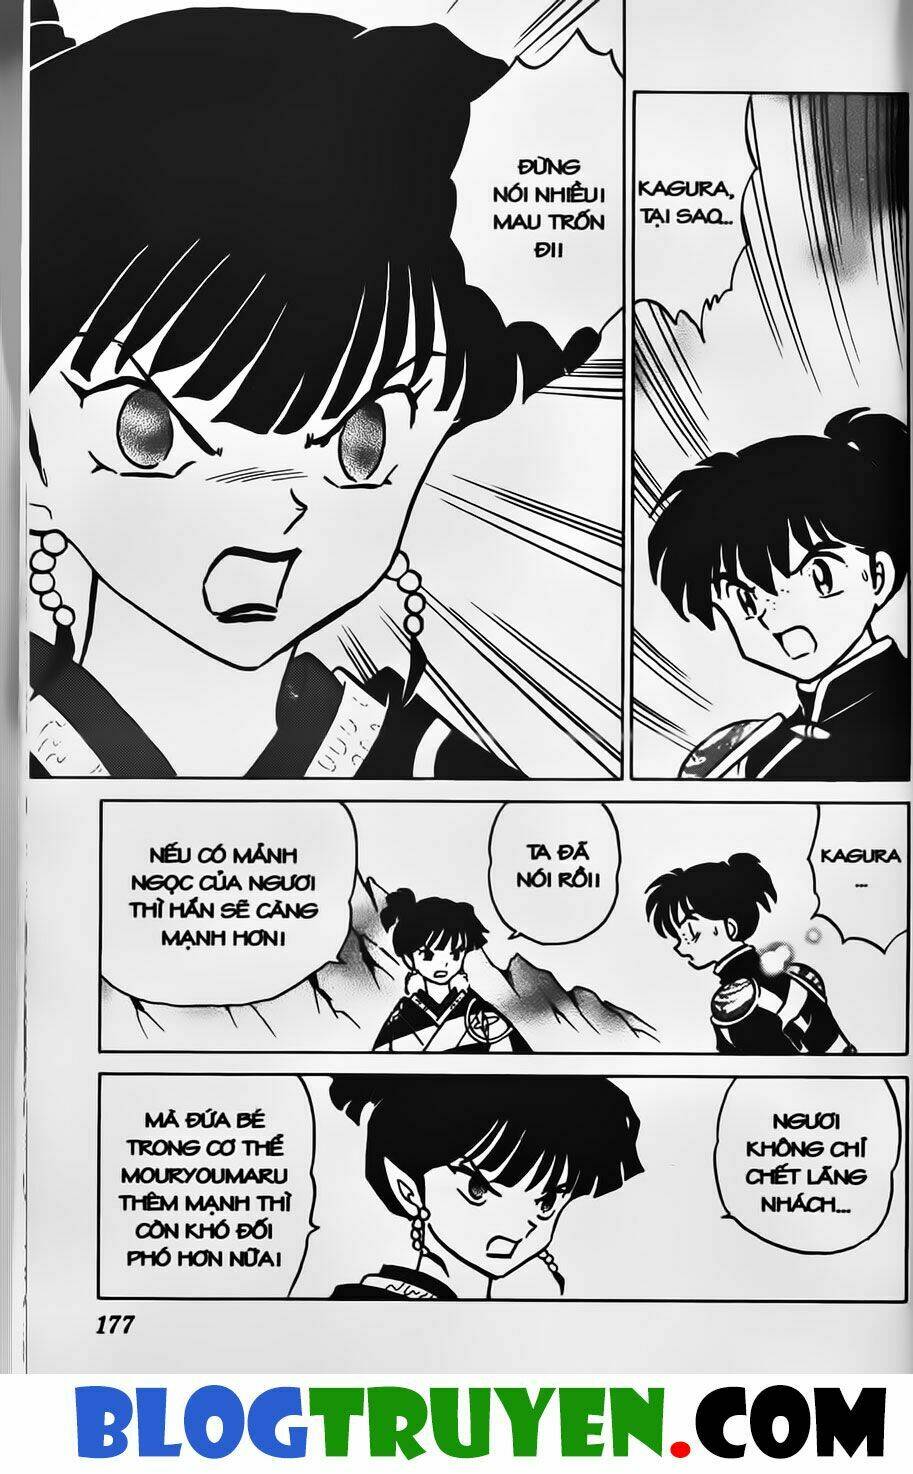 KAGURA,
TẠI SAO...
ĐỪNG
NÓI NHIỀU!
MAU TRỐN
ĐI!
KAGURA
...
TA ĐÃ
NÓI RỒI!
NẾU CÓ MẢNH
NGỌC CỦA NGƯƠI
THÌ HẮN SẼ CÀNG
MẠNH HƠN!
NGƯƠI
KHÔNG CHỈ
CHẾT LÃNG
NHÁCH...
MÀ ĐỨA BÉ
TRONG CƠ THỂ
MOURYOUMARU
THÊM MẠNH THÌ
CÒN KHÓ ĐỐI
PHÓ HƠN NỮA!
177
BLOGTRUYEN.COM